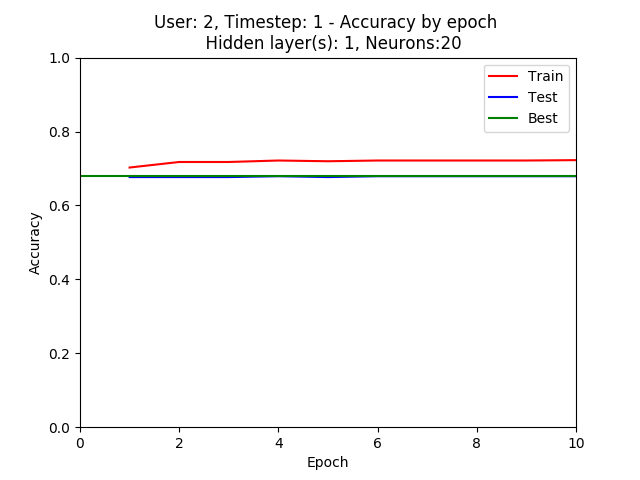 User: 2, Timestep: 1 - Accuracy by epoch
Hidden layer(s): 1, Neurons:20
Train
Test
Best
1.0
0.8
0.6
0.4
0.2
0.0
Accuracy
0 2 4 6 8 10
Epoch